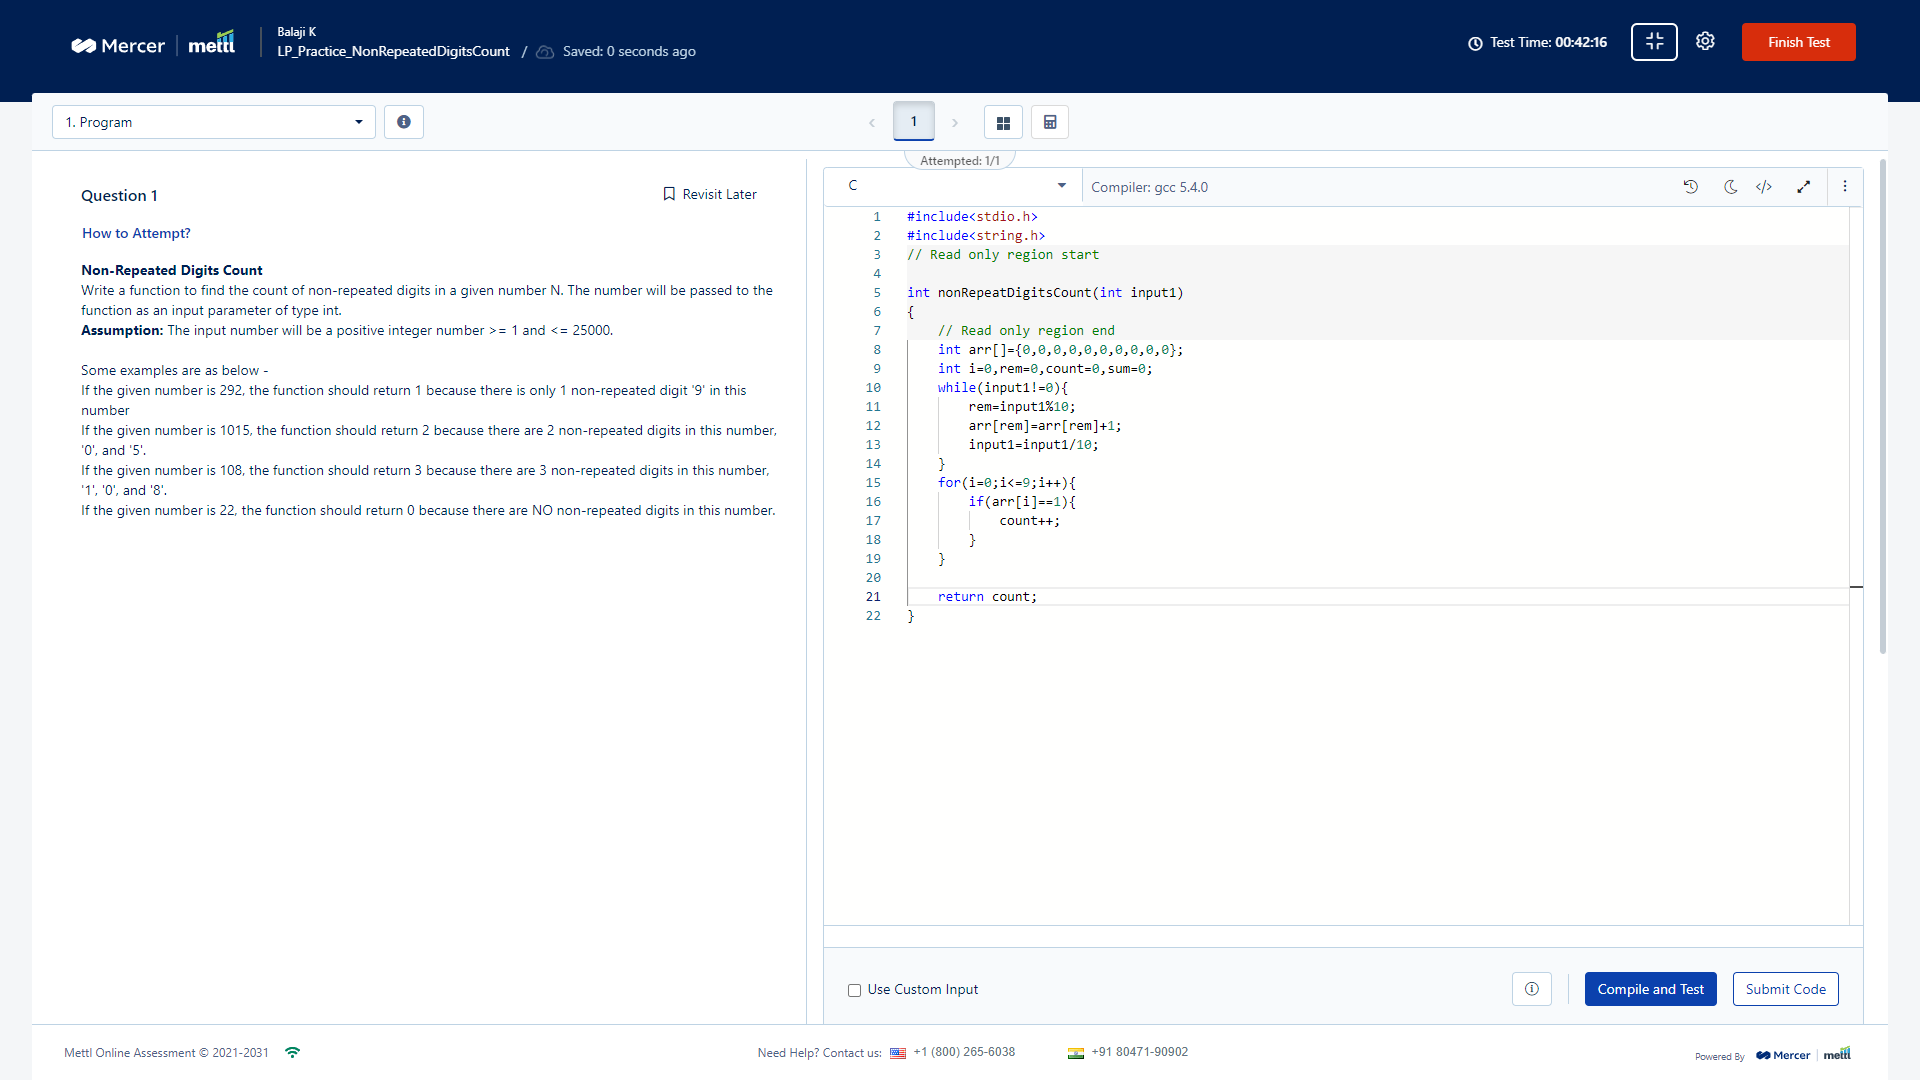 Mercer | mettl
Balaji K
LP_Practice_NonRepeatedDigitsCount / Saved: 0 seconds ago
Test Time: 00:42:16
Finish Test
1. Program
1
Attempted: 1/1
Question 1
Revisit Later
How to Attempt?
Non-Repeated Digits Count
Write a function to find the count of non-repeated digits in a given number N. The number will be passed to the
function as an input parameter of type int.
Assumption: The input number will be a positive integer number >= 1 and <= 25000.
Some examples are as below -
If the given number is 292, the function should return 1 because there is only 1 non-repeated digit '9' in this
number
If the given number is 1015, the function should return 2 because there are 2 non-repeated digits in this number,
'0', and '5'.
If the given number is 108, the function should return 3 because there are 3 non-repeated digits in this number,
'1', '0', and '8'.
If the given number is 22, the function should return 0 because there are NO non-repeated digits in this number.
C
Compiler: gcc 5.4.0
1 #include<stdio.h>
2 #include<string.h>
3 // Read only region start
4
5 int nonRepeatDigitsCount(int input1)
6 {
7 // Read only region end
8 int arr[]={0,0,0,0,0,0,0,0,0,0};
9 int i=0,rem=0,count=0,sum=0;
10 while(input1!=0){
11 rem=input1%10;
12 arr[rem]=arr[rem]+1;
13 input1=input1/10;
14 }
15 for(i=0;i<=9;i++){
16 if(arr[i]==1){
17 count++;
18 }
19 }
20
21 return count;
22 }
Use Custom Input
Compile and Test
Submit Code
Mettl Online Assessment © 2021-2031
Need Help? Contact us: +1 (800) 265-6038
+91 80471-90902
Powered By Mercer | mettl